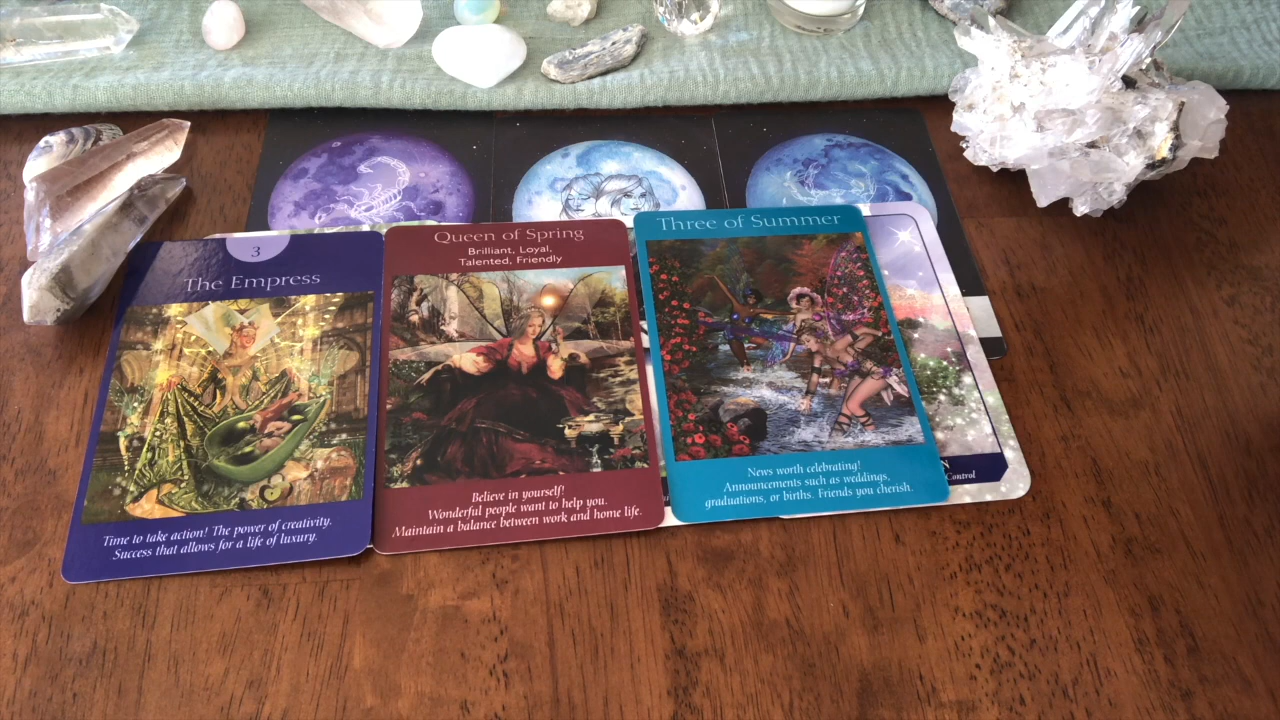 3
The Empress
Time to take action! The power of creativity.
Success that allows for a life of luxury.
Queen of Spring
Brilliant, Loyal,
Talented, Friendly
Believe in yourself!
Wonderful people want to help you.
Maintain a balance between work and home life.
Three of Summer
News worth celebrating!
Announcements such as weddings,
graduations, or births. Friends you cherish.
N
Control